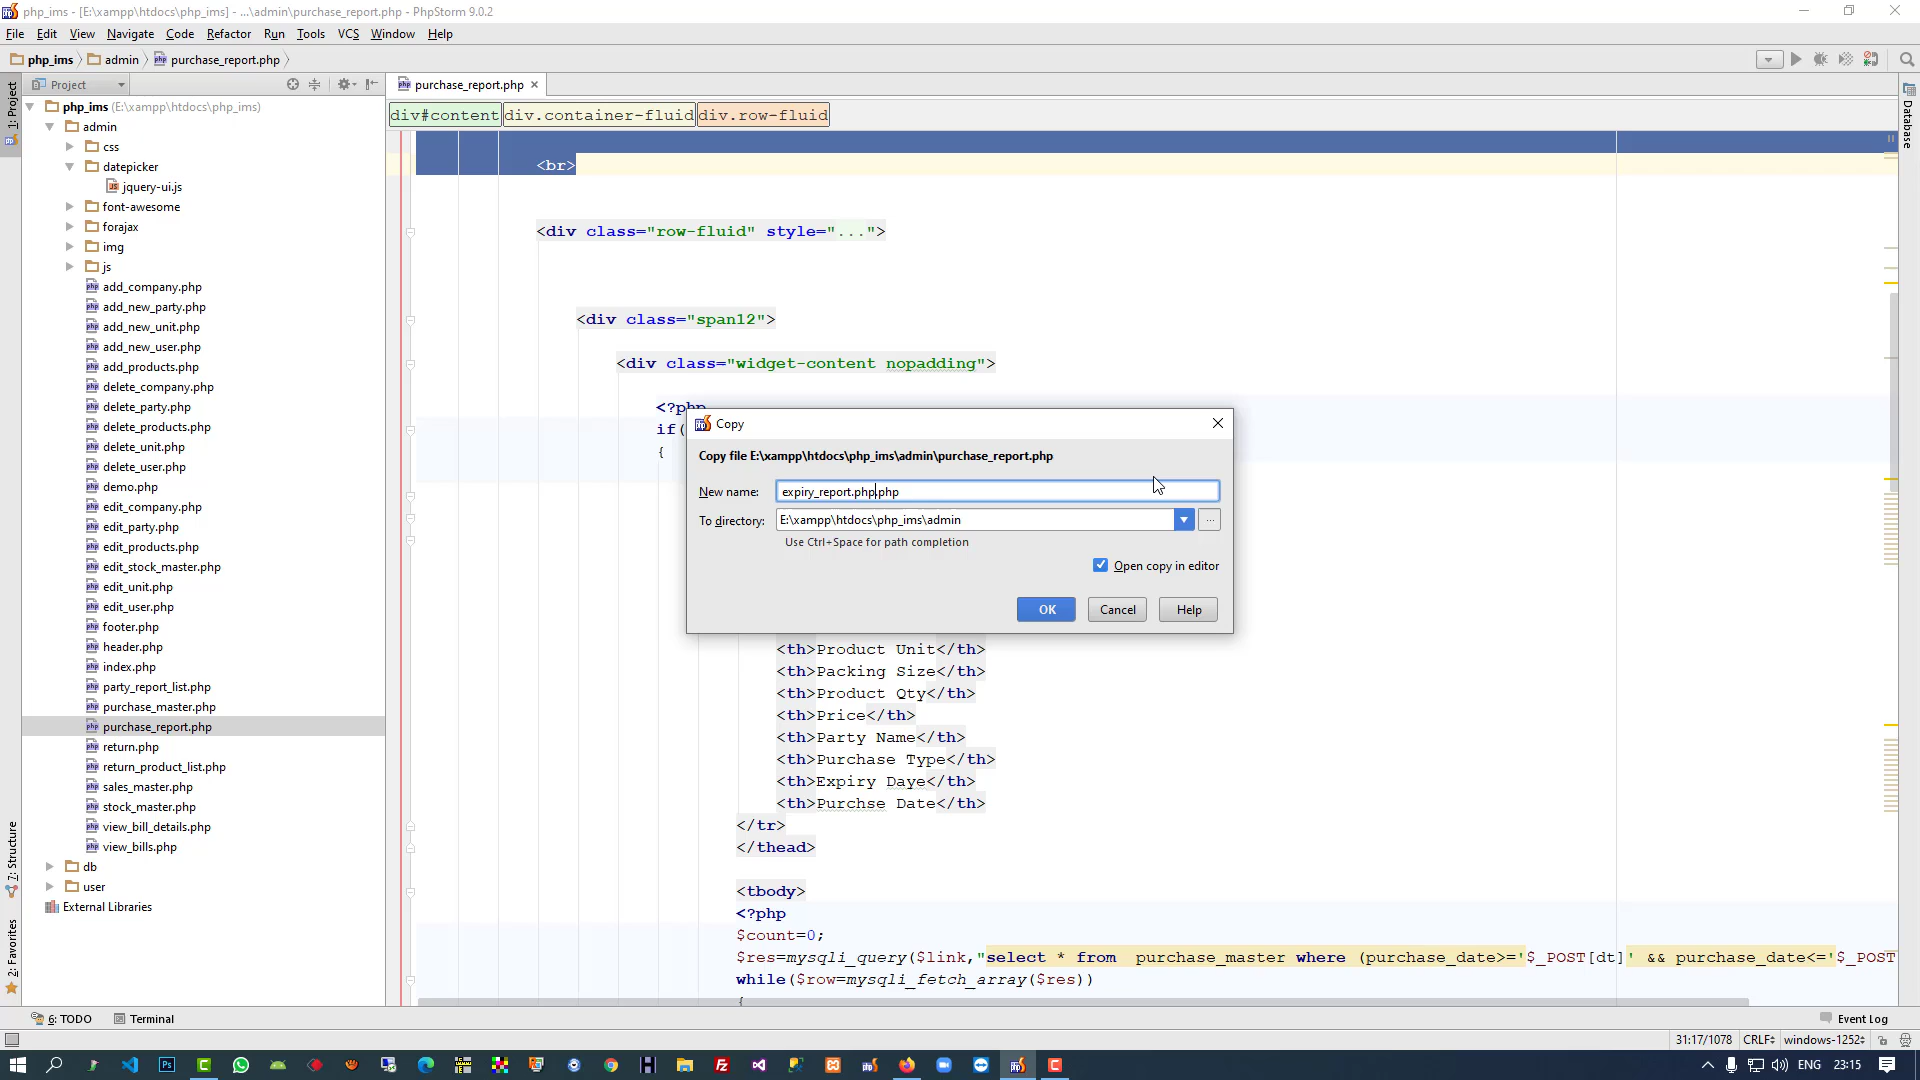 php_ims - [E:\xampp\htdocs\php_ims] - ...\admin\purchase_report.php - PhpStorm 9.0.2
File Edit View Navigate Code Refactor Run Tools VCS Window Help
php_ims admin purchase_report.php
Project
purchase_report.php
1: Project
7: Structure
2: Favorites
Database
php_ims (E:\xampp\htdocs\php_ims)
admin
css
datepicker
jquery-ui.js
font-awesome
forajax
img
js
add_company.php
add_new_party.php
add_new_unit.php
add_new_user.php
add_products.php
delete_company.php
delete_party.php
delete_products.php
delete_unit.php
delete_user.php
demo.php
edit_company.php
edit_party.php
edit_products.php
edit_stock_master.php
edit_unit.php
edit_user.php
footer.php
header.php
index.php
party_report_list.php
purchase_master.php
purchase_report.php
return.php
return_product_list.php
sales_master.php
stock_master.php
view_bill_details.php
view_bills.php
db
user
External Libraries
div#content div.container-fluid div.row-fluid
<br>
<div class="row-fluid" style="...">
<div class="span12">
<div class="widget-content nopadding">
<?php
if(
{
Copy
Copy file E:\xampp\htdocs\php_ims\admin\purchase_report.php
New name: expiry_report.php.php
To directory: E:\xampp\htdocs\php_ims\admin
Use Ctrl+Space for path completion
Open copy in editor
OK Cancel Help
<th>Product Unit</th>
<th>Packing Size</th>
<th>Product Qty</th>
<th>Price</th>
<th>Party Name</th>
<th>Purchase Type</th>
<th>Expiry Daye</th>
<th>Purchse Date</th>
</tr>
</thead>
<tbody>
<?php
$count=0;
$res=mysqli_query($link,"select * from  purchase_master where (purchase_date>='$_POST[dt]' && purchase_date<='$_POST
while($row=mysqli_fetch_array($res))
{
6: TODO Terminal Event Log
31:17/1078 CRLF windows-1252
ENG 23:15